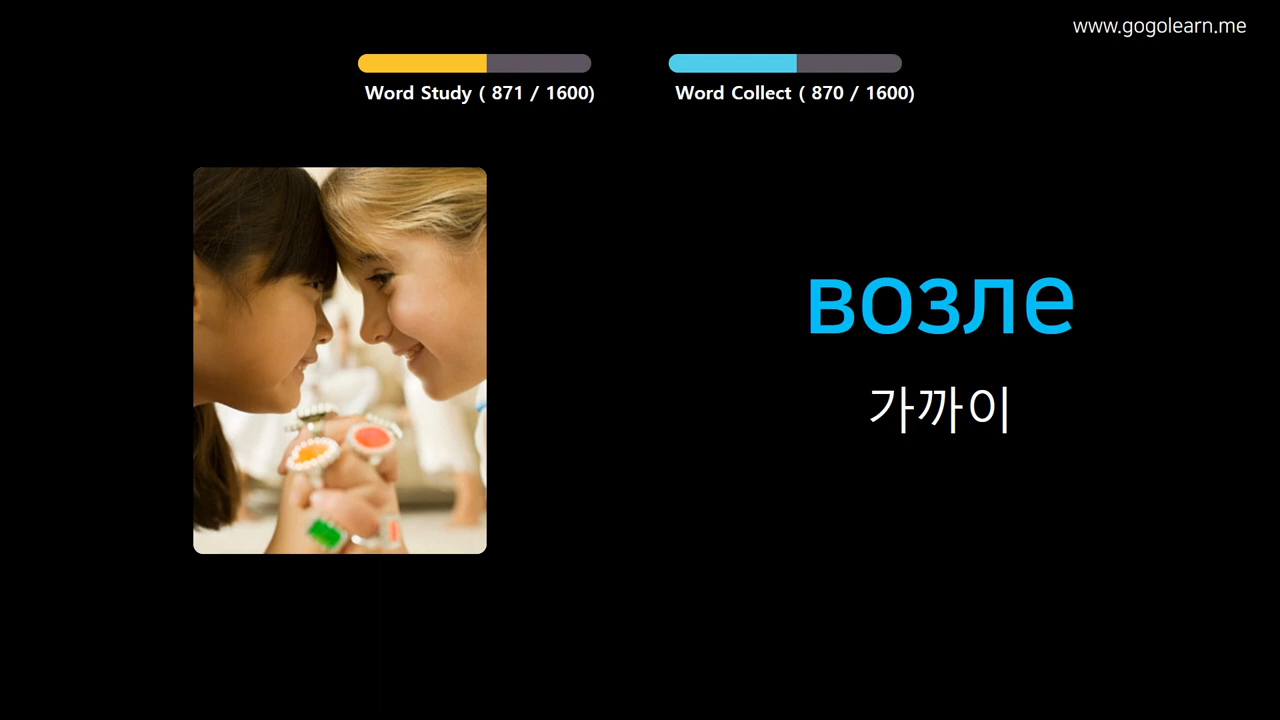 www.gogolearn.me
Word Study ( 871 / 1600)
Word Collect ( 870 / 1600)
возле
가까이